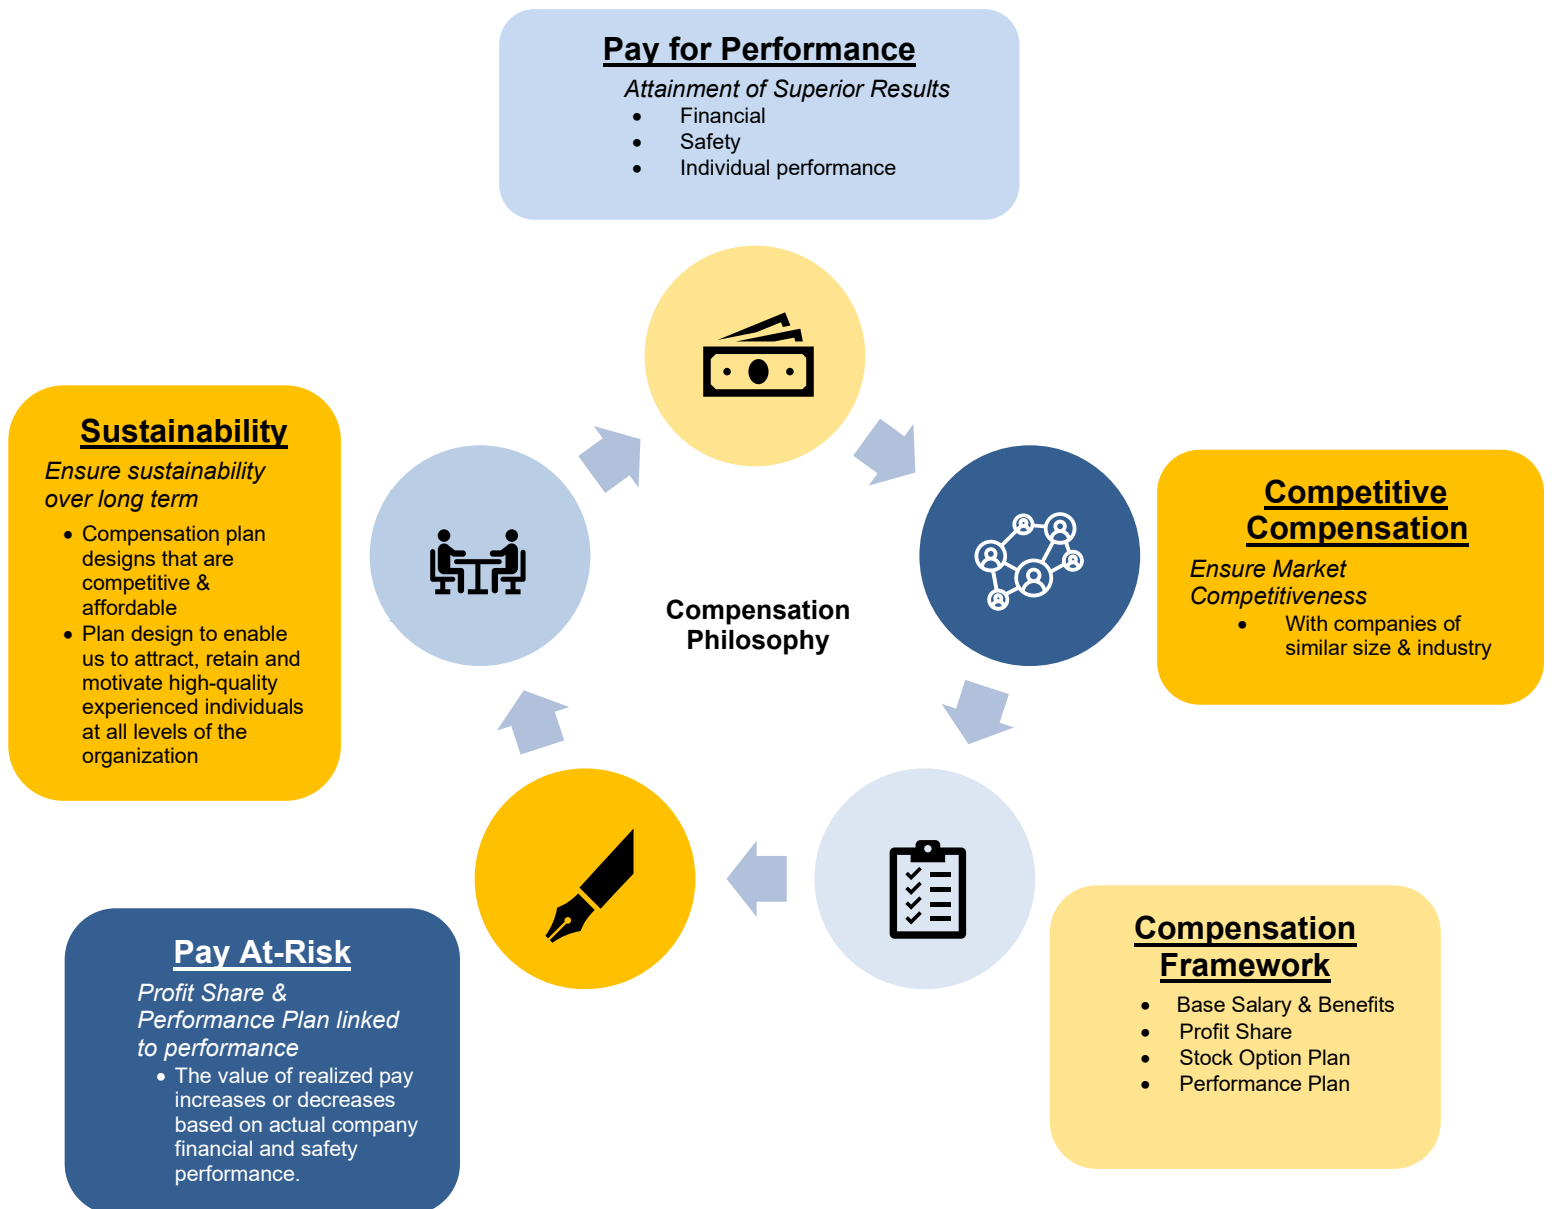 Pay for Performance
Attainment of Superior Results
• Financial
• Safety
• Individual performance
Sustainability
Ensure sustainability
over long term
• Compensation plan
designs that are
competitive &
affordable
• Plan design to enable
us to attract, retain and
motivate high-quality
experienced individuals
at all levels of the
organization
Compensation
Philosophy
Competitive
Compensation
Ensure Market
Competitiveness
• With companies of
similar size & industry
Pay At-Risk
Profit Share &
Performance Plan linked
to performance
• The value of realized pay
increases or decreases
based on actual company
financial and safety
performance.
Compensation
Framework
• Base Salary & Benefits
• Profit Share
• Stock Option Plan
• Performance Plan